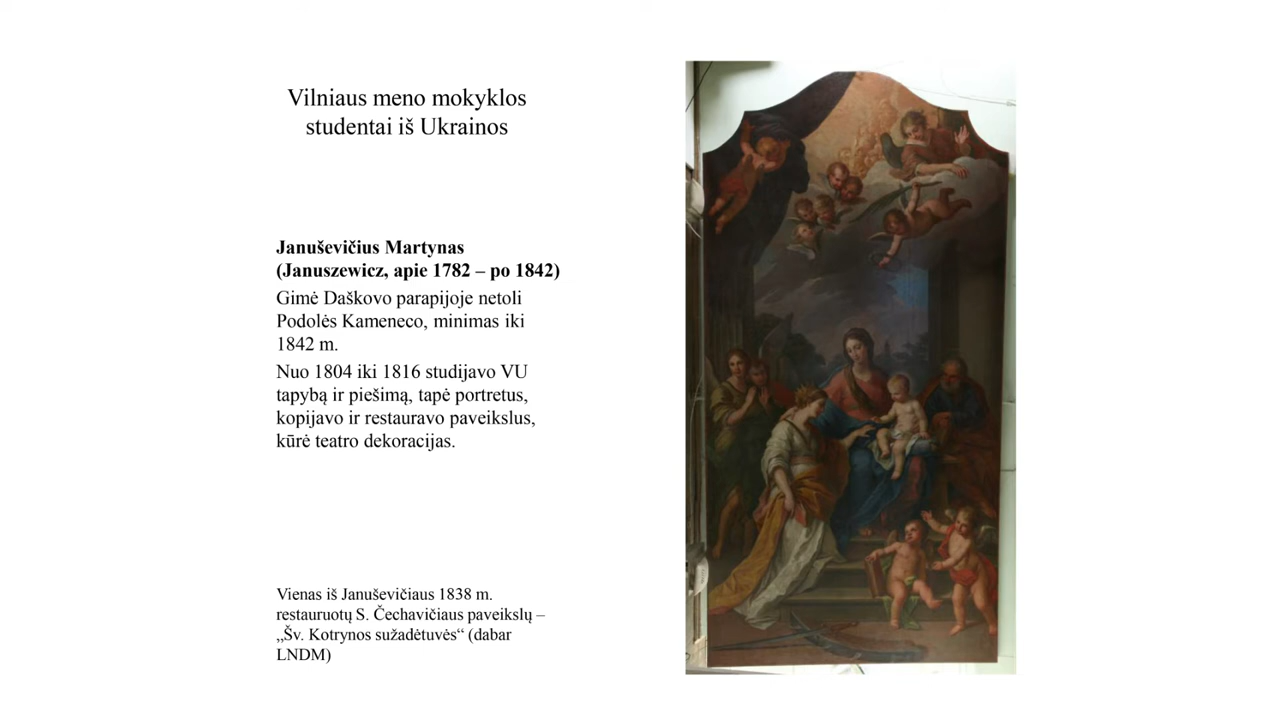 Vilniaus meno mokyklos
studentai iš Ukrainos
Januševičius Martynas
(Januszewicz, apie 1782 – po 1842)
Gimė Daškovo parapijoje netoli
Podolės Kameneco, minimas iki
1842 m.
Nuo 1804 iki 1816 studijavo VU
tapybą ir piešimą, tapė portretus,
kopijavo ir restauravo paveikslus,
kūrė teatro dekoracijas.
Vienas iš Januševičiaus 1838 m.
restauruotų S. Čechavičiaus paveikslų –
„Šv. Kotrynos sužadėtuvės“ (dabar
LNDM)